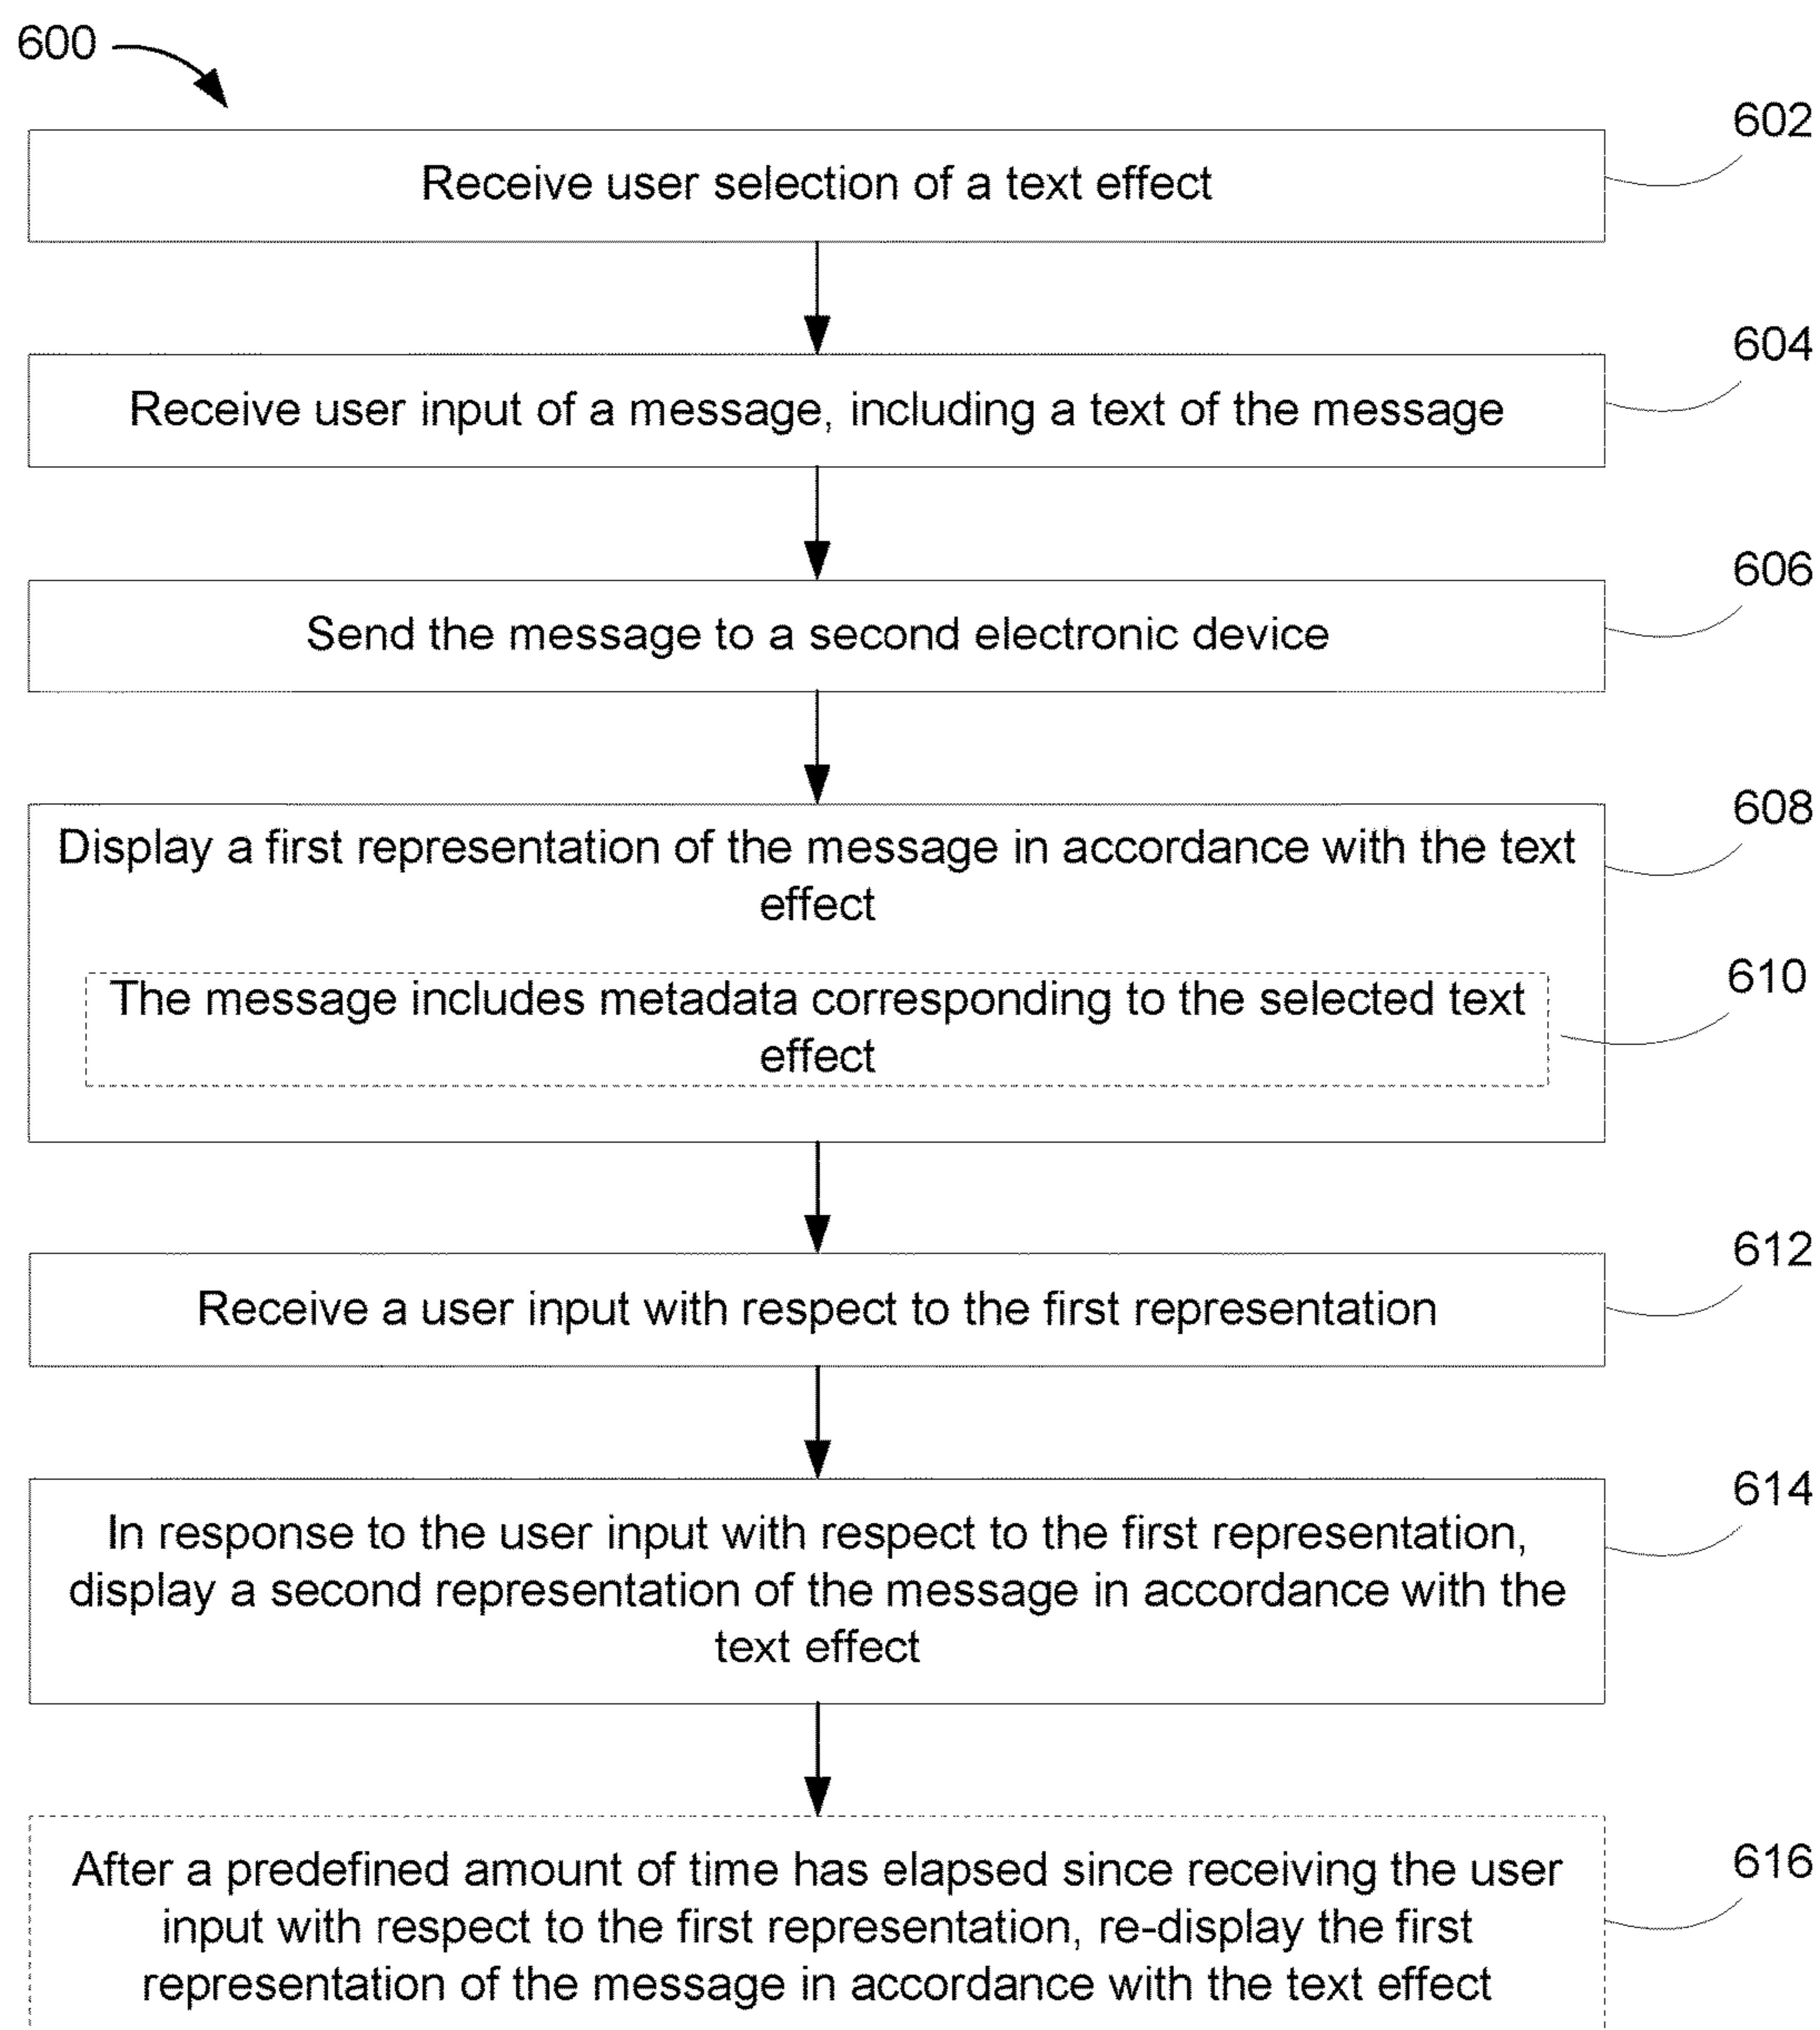 600
602
Receive user selection of a text effect
604
Receive user input of a message, including a text of the message
606
Send the message to a second electronic device
608
Display a first representation of the message in accordance with the text
effect
610
The message includes metadata corresponding to the selected text
effect
612
Receive a user input with respect to the first representation
614
In response to the user input with respect to the first representation,
display a second representation of the message in accordance with the
text effect
616
After a predefined amount of time has elapsed since receiving the user
input with respect to the first representation, re-display the first
representation of the message in accordance with the text effect